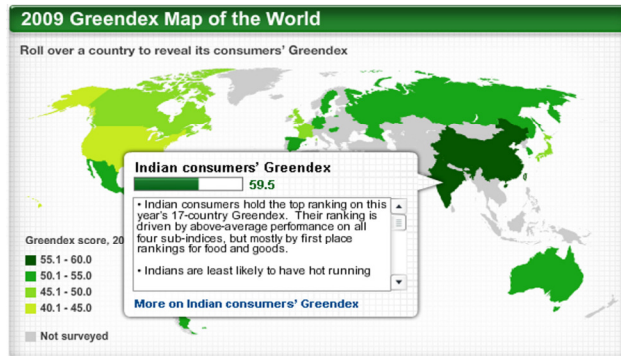 2009 Greendex Map of the World
Roll over a country to reveal its consumers' Greendex
Indian consumers' Greendex
59.5
• Indian consumers hold the top ranking on this
year's 17-country Greendex. Their ranking is
driven by above-average perfomance on all
four sub-indices, but mostly by first place
rankings for food and goods.
• Indians are least likely to have hot running
More on Indian consumers' Greendex
Greendex score, 20
55.1 - 60.0
50.1 - 55.0
45.1 - 50.0
40.1 - 45.0
Not surveyed